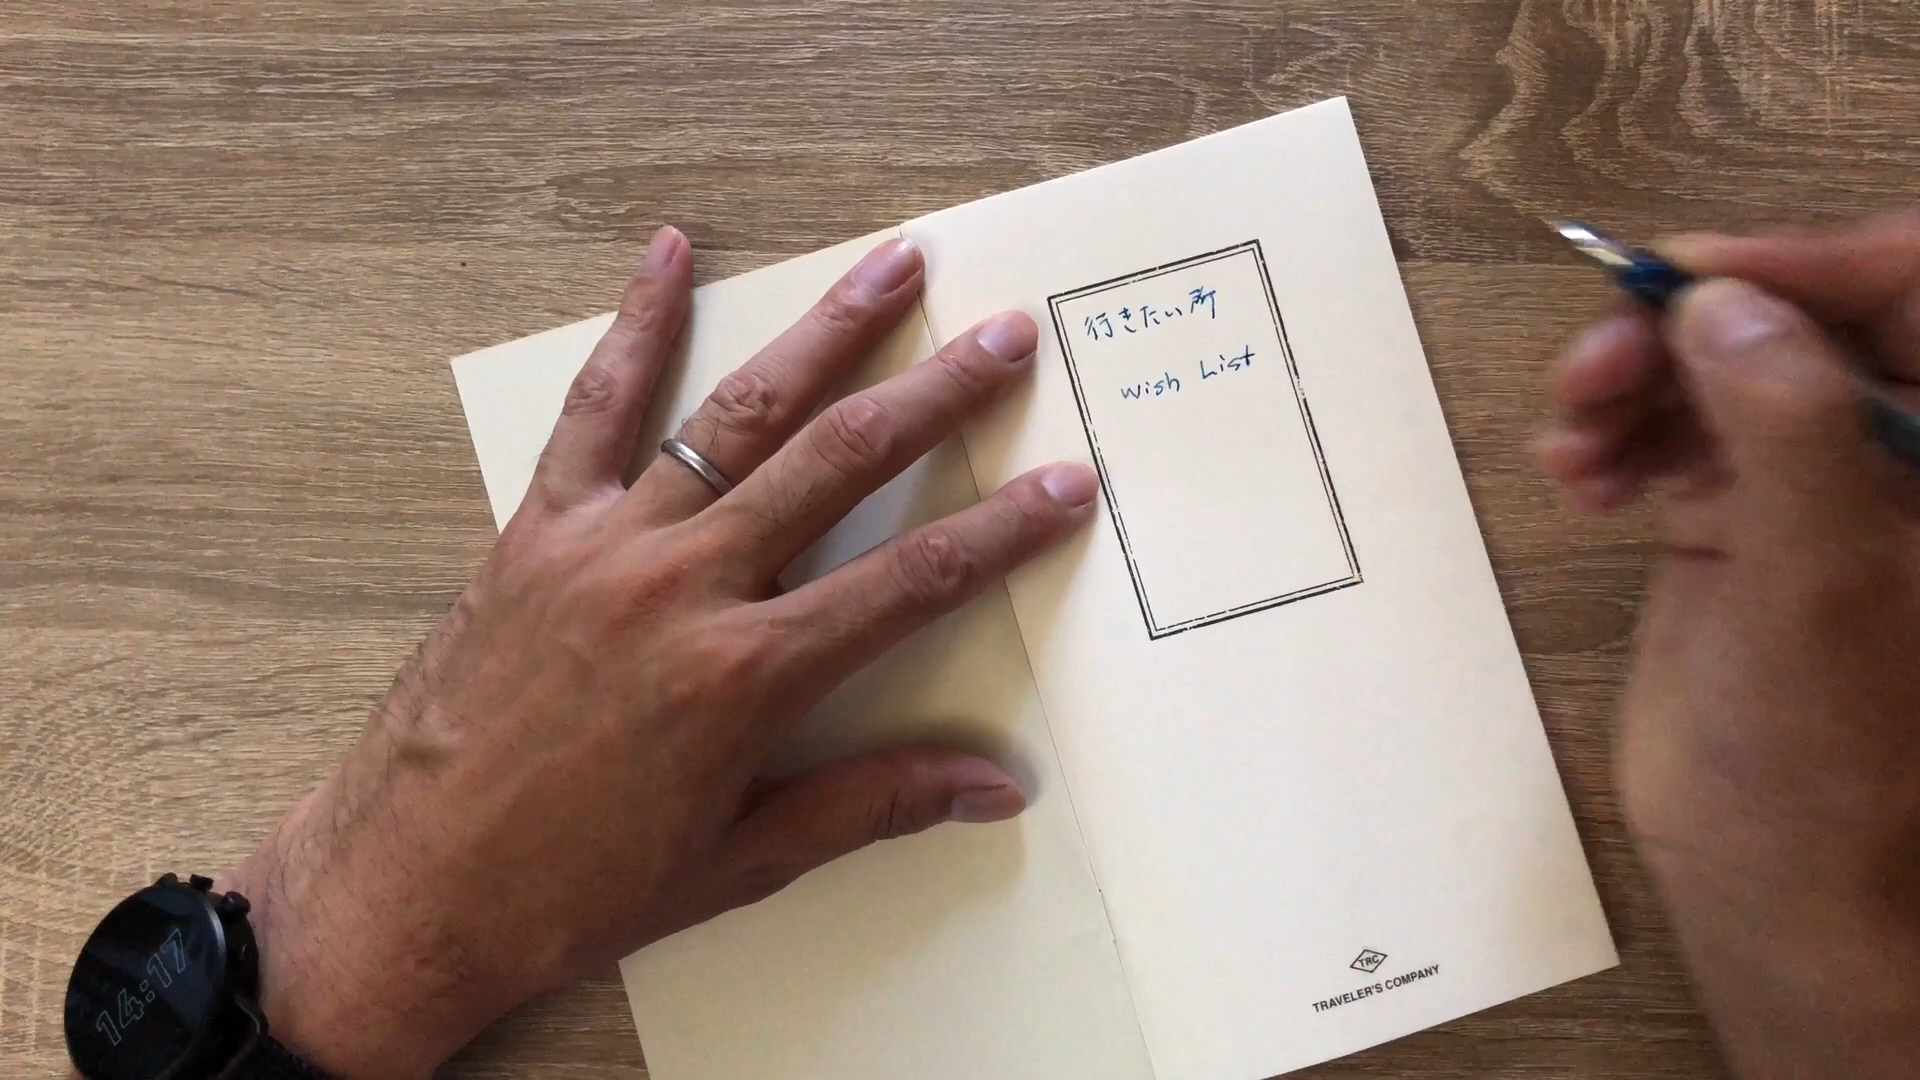 行きたい所
Wish List
TRC
TRAVELER'S COMPANY
14:17